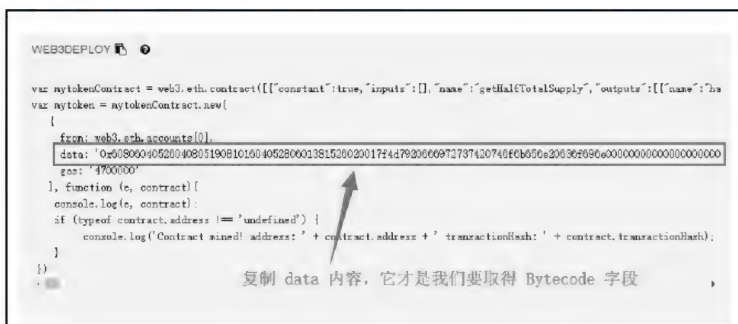 WEB3DEPLOY
var mytokenContract = web3.eth.contract([{"constant":true,"inputs":[],"name":"getHalfTotalSupply","outputs":[{"name":"ha
var mytoken = mytokenContract.new(
{
from: web3.eth.accounts[0],
data: '0x60806040526040805190810160405280601381526020017f4d7920666972737420746f6b656e20636f696e0000000000000000000
gas: '4700000'
}, function (e, contract){
console.log(e, contract);
if (typeof contract.address !== 'undefined') {
console.log('Contract mined! address: ' + contract.address + ' transactionHash: ' + contract.transactionHash);
}
})
复制 data 内容，它才是我们要取得 Bytecode 字段